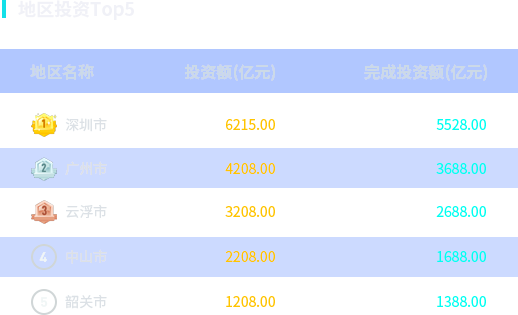 地区投资Top5
地区名称 投资额(亿元) 完成投资额(亿元)
1 深圳市 6215.00 5528.00
2 广州市 4208.00 3688.00
3 云浮市 3208.00 2688.00
4 中山市 2208.00 1688.00
5 韶关市 1208.00 1388.00